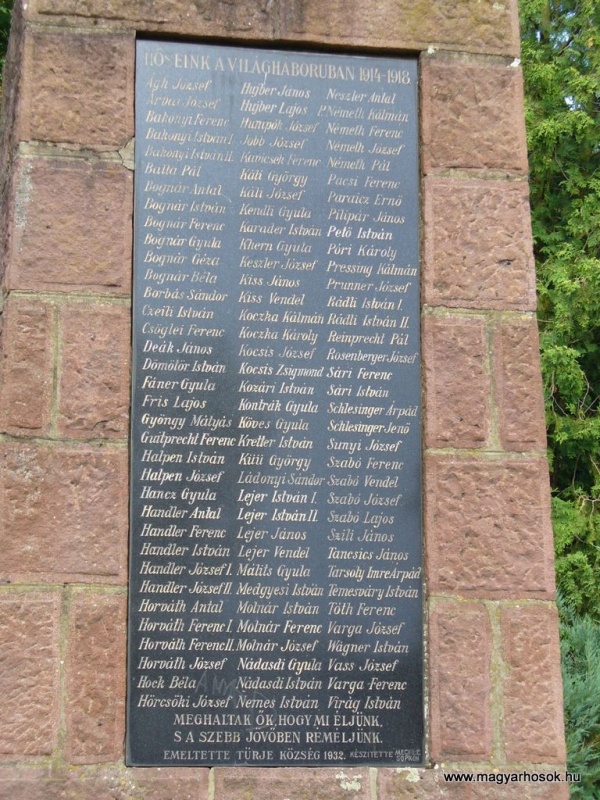 HŐSEINK A VILÁGHÁBORUBAN 1914-1918.
Ágh József
Árvai József
Bakonyi Ferenc
Bakonyi István I.
Bakonyi István II.
Balla Pál
Bognár Antal
Bognár István
Bognár Ferenc
Bognár Gyula
Bognár Géza
Bognár Béla
Borbás Sándor
Czeili István
Csöglei Ferenc
Deák János
Dömötör István
Fáner Gyula
Fris Lajos
Gyöngy Mátyás
Guttprecht Ferenc
Halpen István
Halpen József
Hancz Gyula
Handler Antal
Handler Ferenc
Handler István
Handler József I.
Handler József II.
Horváth Antal
Horváth Ferenc I.
Horváth Ferenc II.
Horváth József
Hock Béla
Hörcsöki József
Hujber János
Hujber Lajos
Humpók József
Jobb József
Kavicsek Ferenc
Káli György
Káli József
Kendli Gyula
Karader István
Khern Gyula
Keszler József
Kiss János
Kiss Vendel
Koczka Kálmán
Koczka Károly
Kocsis József
Kocsis Zsigmond
Kozári István
Kontrák Gyula
Köves Gyula
Kretter István
Küü György
Ládonyi Sándor
Lejer István I.
Lejer István II.
Lejer János
Lejer Vendel
Málits Gyula
Medgyesi István
Molnár István
Molnár Ferenc
Molnár József
Nádasdi Gyula
Nádasdi István
Nemes István
Neszler Antal
P. Németh Kálmán
Németh Ferenc
Németh József
Németh Pál
Pacsi Ferenc
Paraicz Ernő
Pilipár János
Pető István
Póri Károly
Pressing Kálmán
Prunner József
Rádli István I.
Rádli István II.
Reinprecht Pál
Rosenberger József
Sári Ferenc
Sári István
Schlesinger Árpád
Schlesinger Jenő
Sunyi József
Szabó Ferenc
Szabó Vendel
Szabó József
Szabó Lajos
Szili János
Táncsics János
Tarsoly Imre Árpád
Temesváry István
Tóth Ferenc
Varga József
Wágner István
Vass József
Varga Ferenc
Virág István
MEGHALTAK ŐK, HOGY MI ÉLJÜNK,
S A SZEBB JÖVŐBEN REMÉLJÜNK.
EMELTETTE TÜRJE KÖZSÉG 1932. KÉSZITETTE
SOPRON
www.magyarhosok.hu